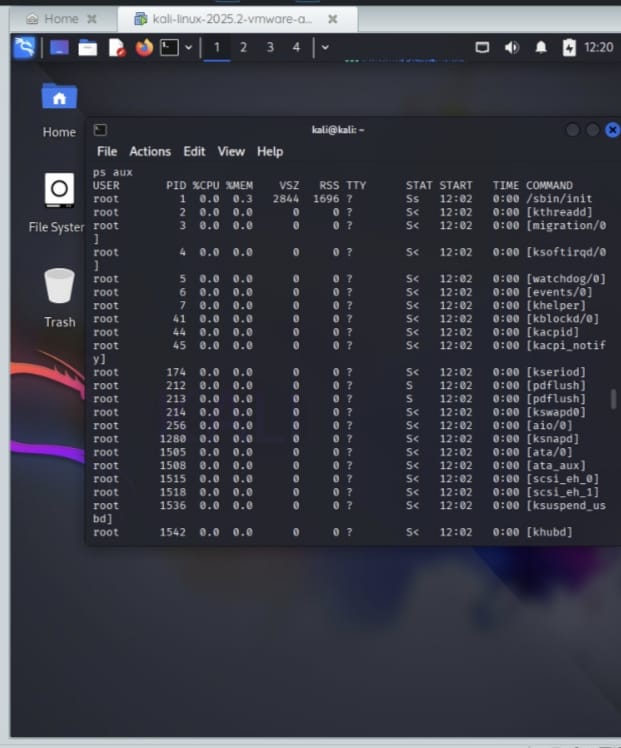 Home
kali-linux-2025.2-vmware-a...
1 2 3 4
12:20
Home
File System
Trash
kali@kali: ~
File Actions Edit View Help
ps aux
USER PID %CPU %MEM VSZ RSS TTY STAT START TIME COMMAND
root 1 0.0 0.3 2844 1696 ? Ss 12:02 0:00 /sbin/init
root 2 0.0 0.0 0 0 ? S< 12:02 0:00 [kthreadd]
root 3 0.0 0.0 0 0 ? S< 12:02 0:00 [migration/0
]
root 4 0.0 0.0 0 0 ? S< 12:02 0:00 [ksoftirqd/0
]
root 5 0.0 0.0 0 0 ? S< 12:02 0:00 [watchdog/0]
root 6 0.0 0.0 0 0 ? S< 12:02 0:00 [events/0]
root 7 0.0 0.0 0 0 ? S< 12:02 0:00 [khelper]
root 41 0.0 0.0 0 0 ? S< 12:02 0:00 [kblockd/0]
root 44 0.0 0.0 0 0 ? S< 12:02 0:00 [kacpid]
root 45 0.0 0.0 0 0 ? S< 12:02 0:00 [kacpi_notif
y]
root 174 0.0 0.0 0 0 ? S< 12:02 0:00 [kseriod]
root 212 0.0 0.0 0 0 ? S 12:02 0:00 [pdflush]
root 213 0.0 0.0 0 0 ? S 12:02 0:00 [pdflush]
root 214 0.0 0.0 0 0 ? S< 12:02 0:00 [kswapd0]
root 256 0.0 0.0 0 0 ? S< 12:02 0:00 [aio/0]
root 1280 0.0 0.0 0 0 ? S< 12:02 0:00 [ksnapd]
root 1505 0.0 0.0 0 0 ? S< 12:02 0:00 [ata/0]
root 1508 0.0 0.0 0 0 ? S< 12:02 0:00 [ata_aux]
root 1515 0.0 0.0 0 0 ? S< 12:02 0:00 [scsi_eh_0]
root 1518 0.0 0.0 0 0 ? S< 12:02 0:00 [scsi_eh_1]
root 1536 0.0 0.0 0 0 ? S< 12:02 0:00 [ksuspend_us
bd]
root 1542 0.0 0.0 0 0 ? S< 12:02 0:00 [khubd]